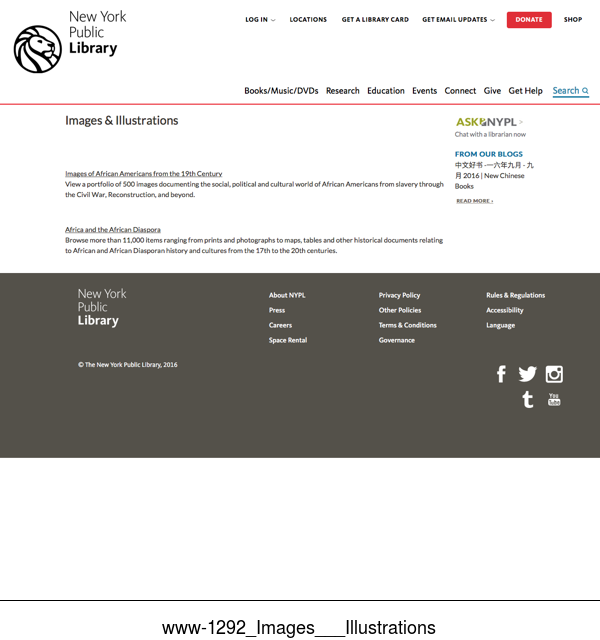 New York
Public
Library
LOG IN
LOCATIONS
GET A LIBRARY CARD
GET EMAIL UPDATES
DONATE
SHOP
Books/Music/DVDs
Research
Education
Events
Connect
Give
Get Help
Search
Images & Illustrations
Images of African Americans from the 19th Century
View a portfolio of 500 images documenting the social, political and cultural world of African Americans from slavery through
the Civil War, Reconstruction, and beyond.
Africa and the African Diaspora
Browse more than 11,000 items ranging from prints and photographs to maps, tables and other historical documents relating
to African and African Diasporan history and cultures from the 17th to the 20th centuries.
ASK NYPL >
Chat with a librarian now
FROM OUR BLOGS
中文好书 -一六年九月 - 九
月 2016 | New Chinese
Books
READ MORE ›
New York
Public
Library
About NYPL
Press
Careers
Space Rental
Privacy Policy
Other Policies
Terms & Conditions
Governance
Rules & Regulations
Accessibility
Language
© The New York Public Library, 2016
You
Tube
www-1292_Images___Illustrations